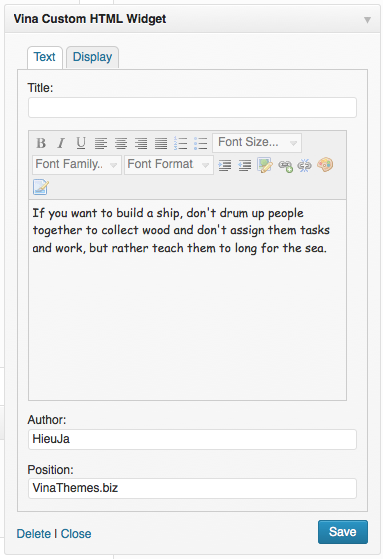 Vina Custom HTML Widget
Text Display
Title:
B I U Font Size...
Font Family.. Font Format
If you want to build a ship, don't drum up people
together to collect wood and don't assign them tasks
and work, but rather teach them to long for the sea.
Author:
HieuJa
Position:
VinaThemes.biz
Delete | Close Save